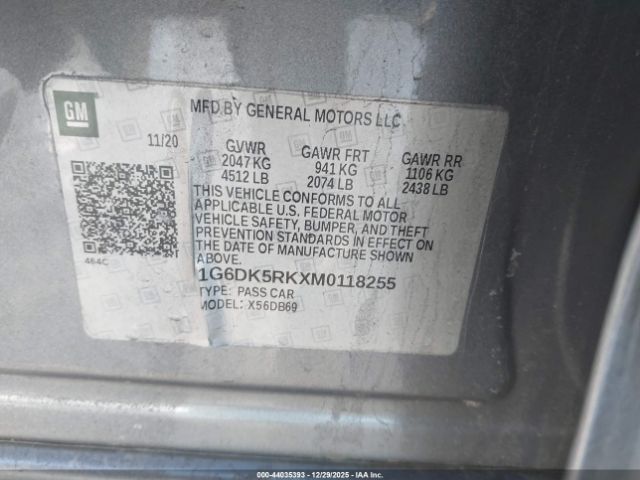 GM
MFD BY GENERAL MOTORS LLC
11/20
GVWR GAWR FRT GAWR RR
2047 KG 941 KG 1106 KG
4512 LB 2074 LB 2438 LB
THIS VEHICLE CONFORMS TO ALL
APPLICABLE U.S. FEDERAL MOTOR
VEHICLE SAFETY, BUMPER, AND THEFT
PREVENTION STANDARDS IN EFFECT ON
THE DATE OF MANUFACTURE SHOWN
ABOVE.
464C
1G6DK5RKXM0118255
TYPE: PASS CAR
MODEL: X56DB69
© IAA - 44035393 - 12/29/2025 - IAAI.COM